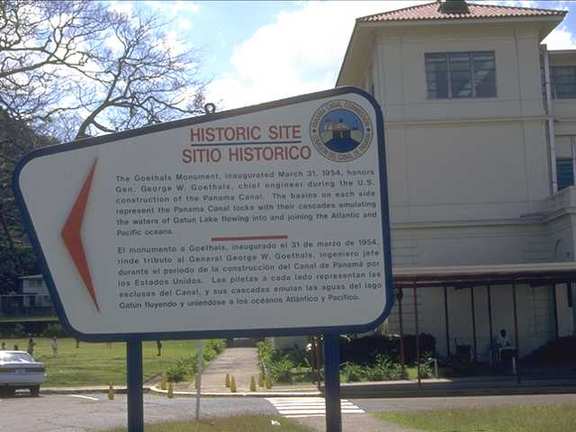 HISTORIC SITE
SITIO HISTORICO
The Goethals Monument, inaugurated March 31, 1954, honors
Gen. George W. Goethals, chief engineer during the U.S.
construction of the Panama Canal. The basins on each side
represent the Panama Canal locks with their cascades emulating
the waters of Gatun Lake flowing into and joining the Atlantic and
Pacific oceans.
El monumento a Goethals, inaugurado el 31 de marzo de 1954,
rinde tributo al General George W. Goethals, ingeniero jefe
durante el periodo de la construcción del Canal de Panamá por
los Estados Unidos. Las piletas a cada lado representan las
esclusas del Canal, y sus cascadas emulan las aguas del lago
Gatún fluyendo y uniendose a los océanos Atlántico y Pacífico.